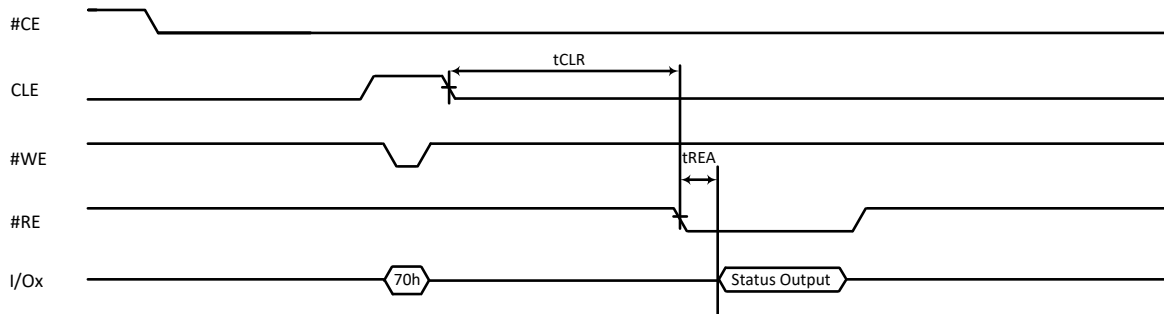 #CE
tCLR
CLE
#WE
tREA
#RE
I/Ox
70h
Status Output